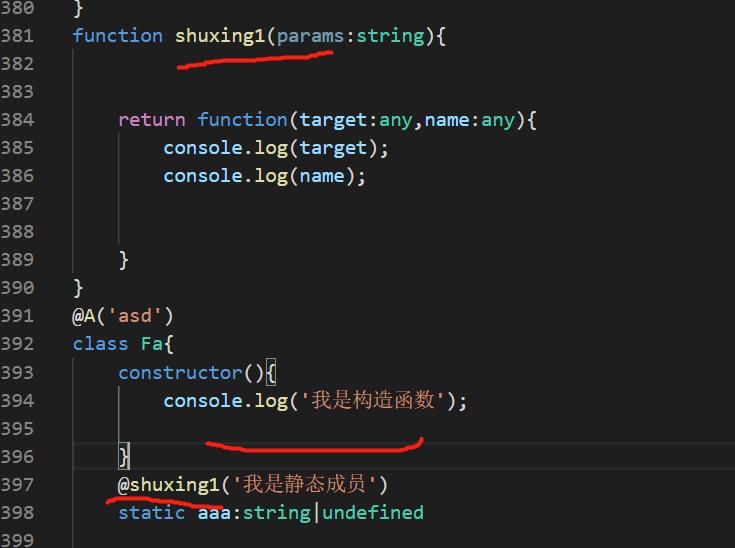 380 }
381 function shuxing1(params:string){
382
383
384 return function(target:any,name:any){
385 console.log(target);
386 console.log(name);
387
388
389 }
390 }
391 @A('asd')
392 class Fa{
393 constructor(){
394 console.log('我是构造函数');
395
396 }
397 @shuxing1('我是静态成员')
398 static aaa:string|undefined
399